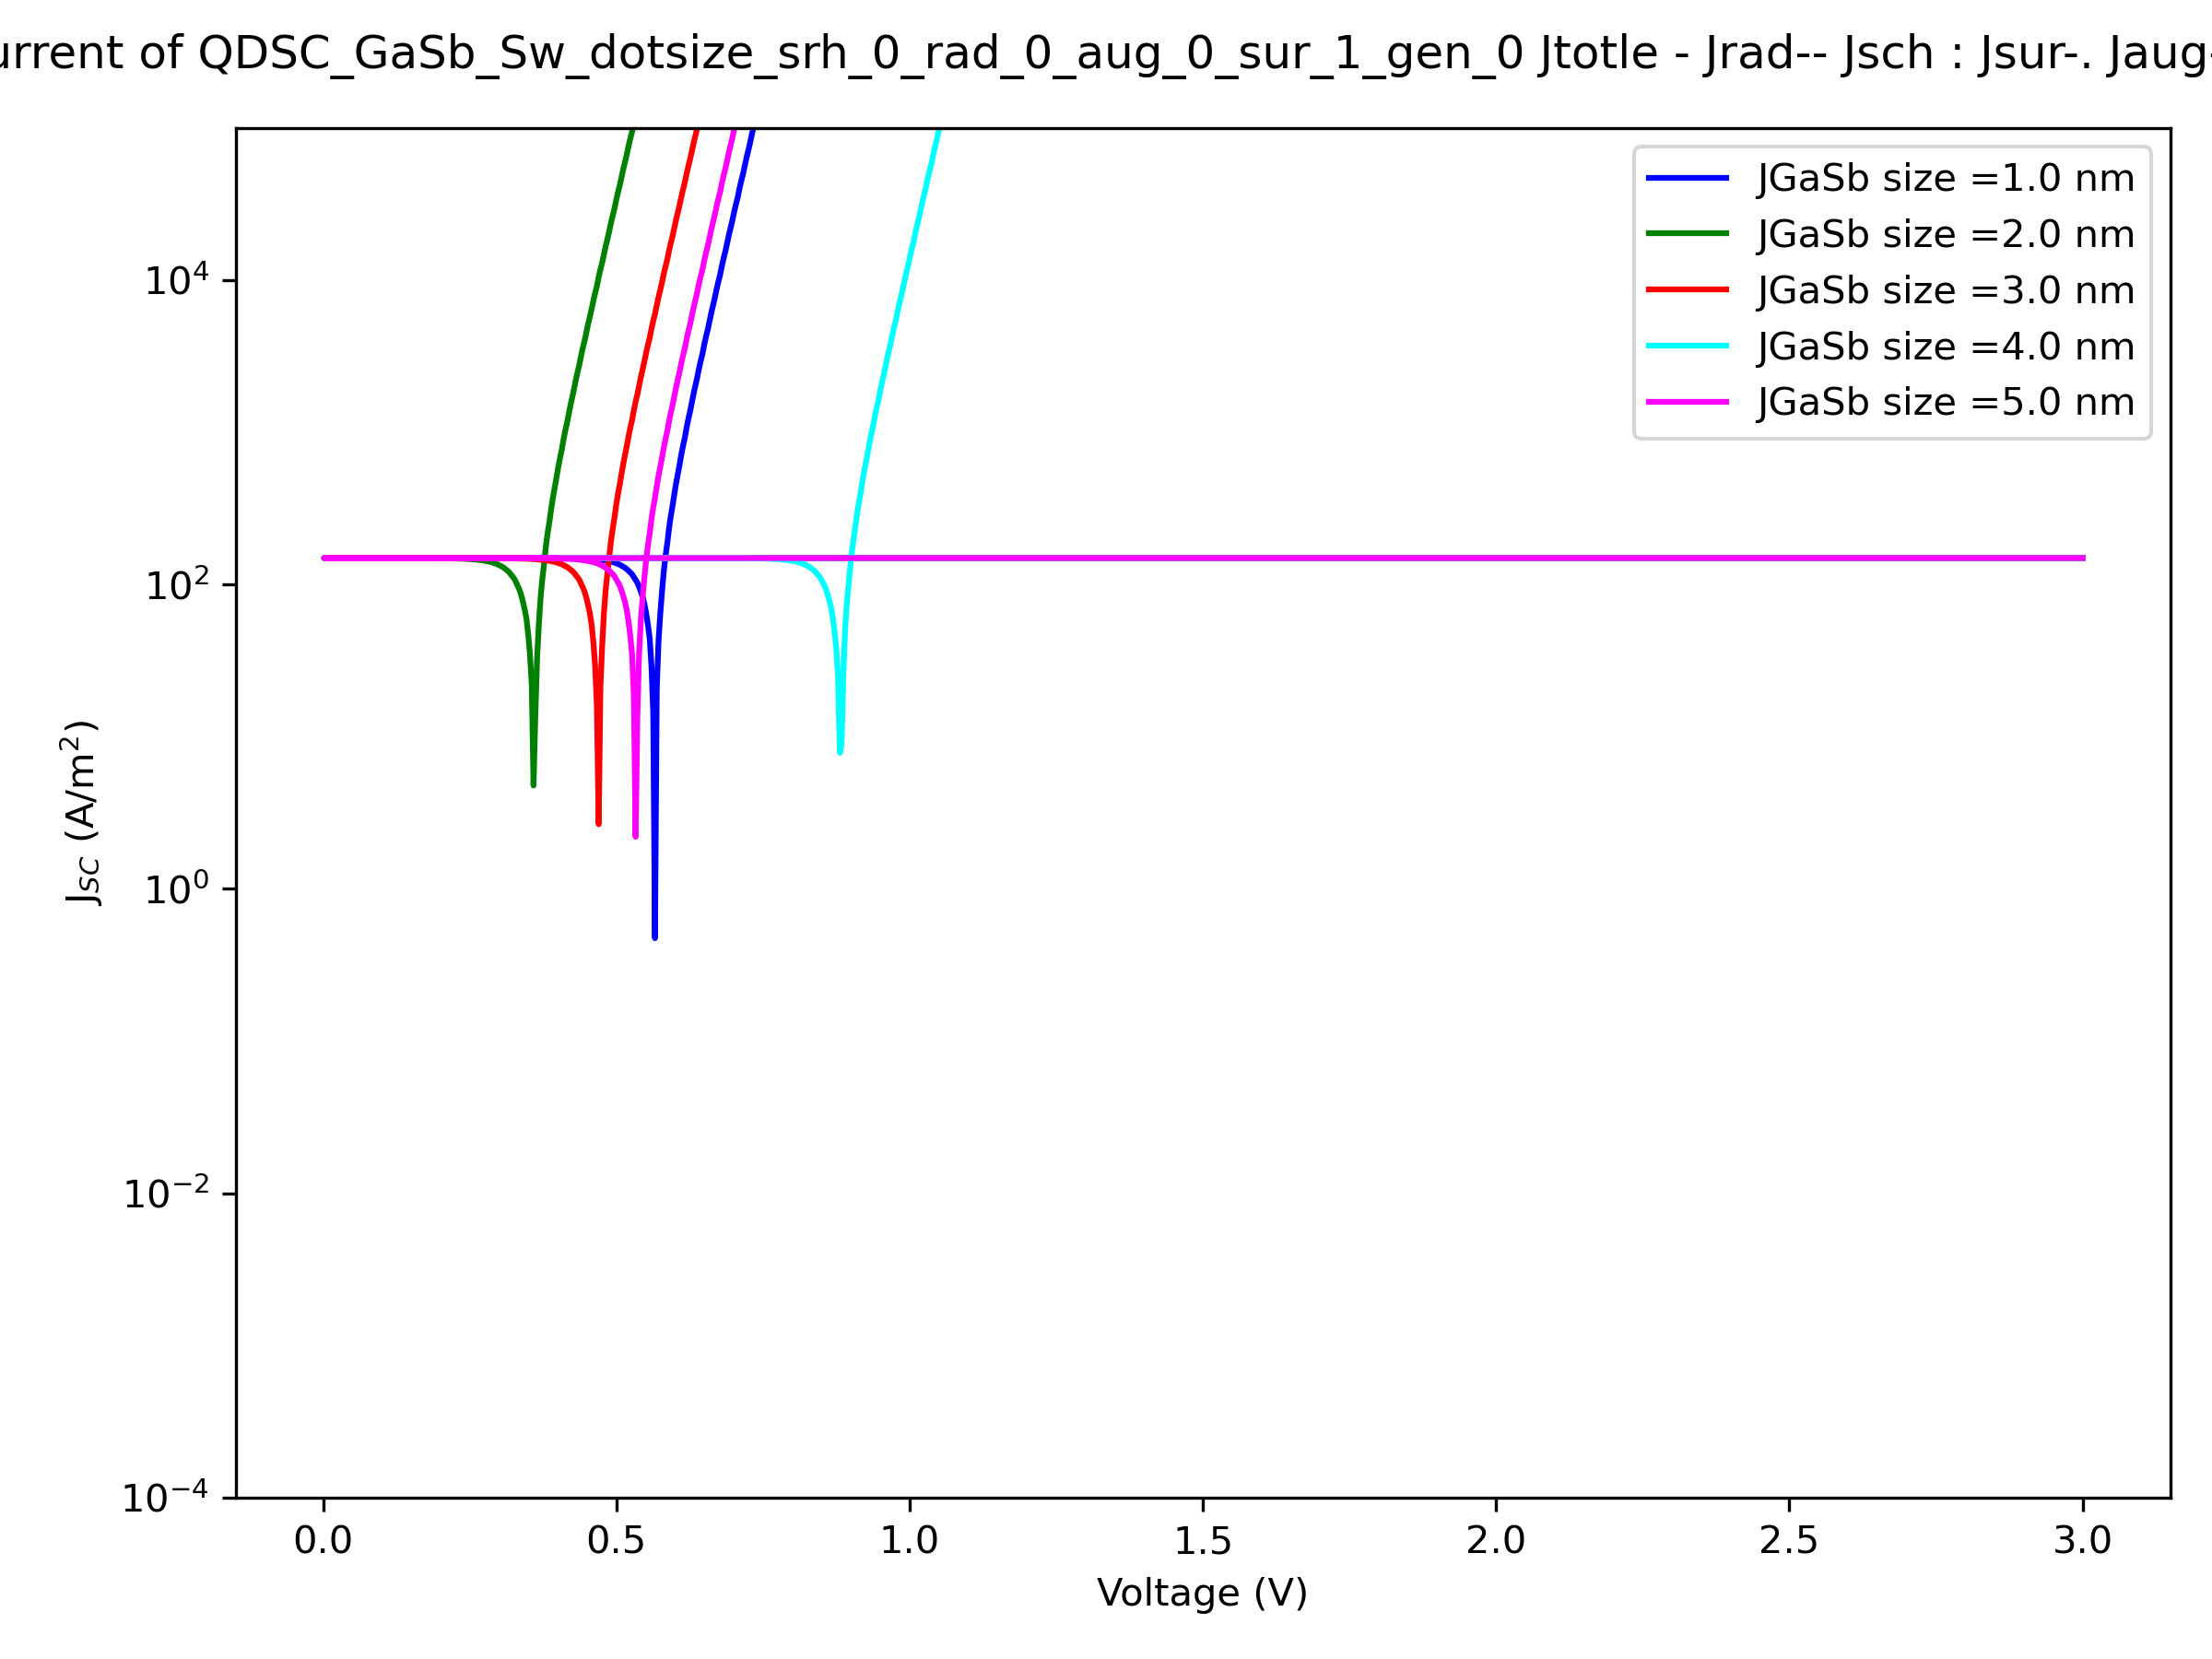 urrent of QDSC_GaSb_Sw_dotsize_srh_0_rad_0_aug_0_sur_1_gen_0 Jtotle - Jrad-- Jsch : Jsur-. Jaug-
JGaSb size =1.0 nm
JGaSb size =2.0 nm
JGaSb size =3.0 nm
JGaSb size =4.0 nm
JGaSb size =5.0 nm
10⁴
10²
10⁰
10⁻²
10⁻⁴
J_SC (A/m²)
0.0 0.5 1.0 1.5 2.0 2.5 3.0
Voltage (V)